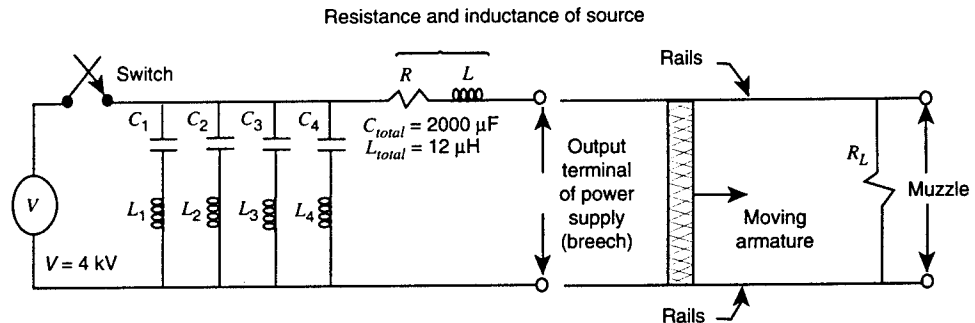 Resistance and inductance of source
Switch
R
L
Rails
C1
C2
C3
C4
Ctotal = 2000 μF
Ltotal = 12 μH
Output
terminal
of power
supply
(breech)
RL
Muzzle
V
L1
L2
L3
L4
Moving
armature
V = 4 kV
Rails